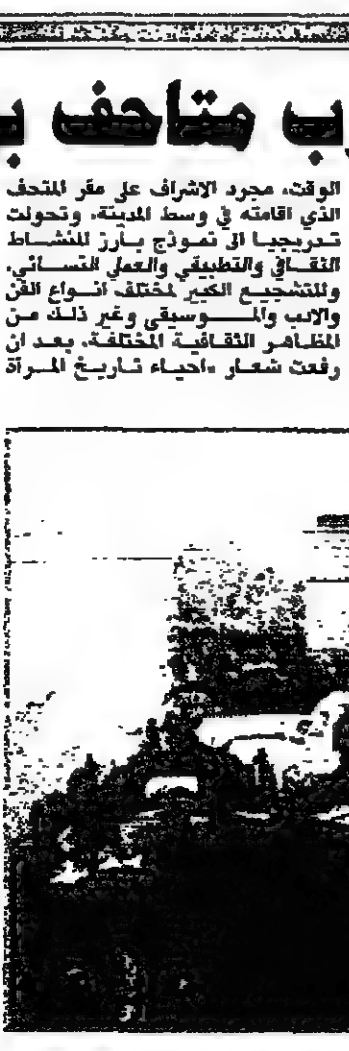 متاحف
الوقت، مجرد الاشراف على مقر المتحف
الذي اقامته في وسط المدينة، وتحولت
تدريجيا الى نموذج بارز للنشاط
الثقافي والتطبيقي والعملي النسائي،
وللتشجيع الكبير لمختلف انواع الفن
والادب والموسيقى وغير ذلك من
المظاهر الثقافية المختلفة، بعد ان
رفعت شعار «احياء تاريخ المراة